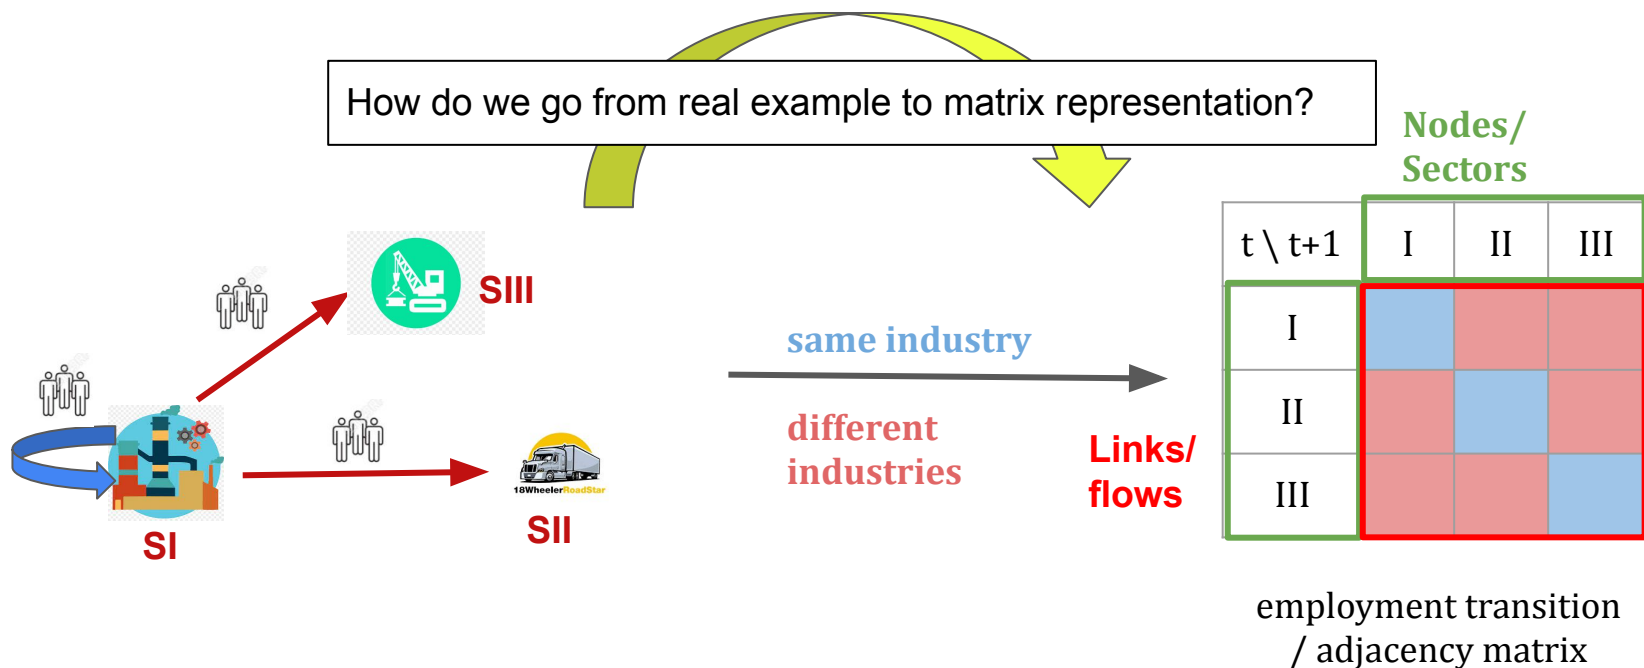 How do we go from real example to matrix representation?
Nodes/
Sectors
t \ t+1 I II III
I
II
III
SIII
SI
18WheelerRoadStar
SII
same industry
different
industries
Links/
flows
employment transition
/ adjacency matrix